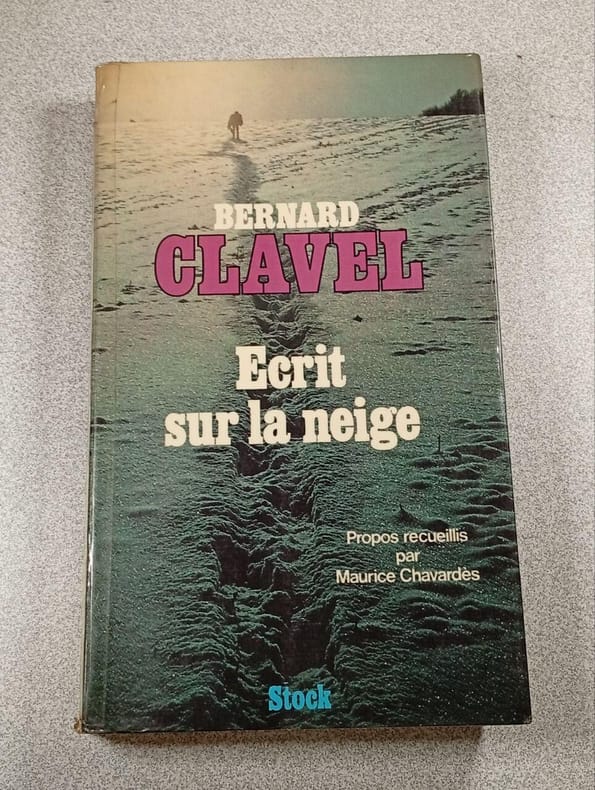 BERNARD
CLAVEL
Ecrit
sur la neige
Propos recueillis
par
Maurice Chavardès
Stock